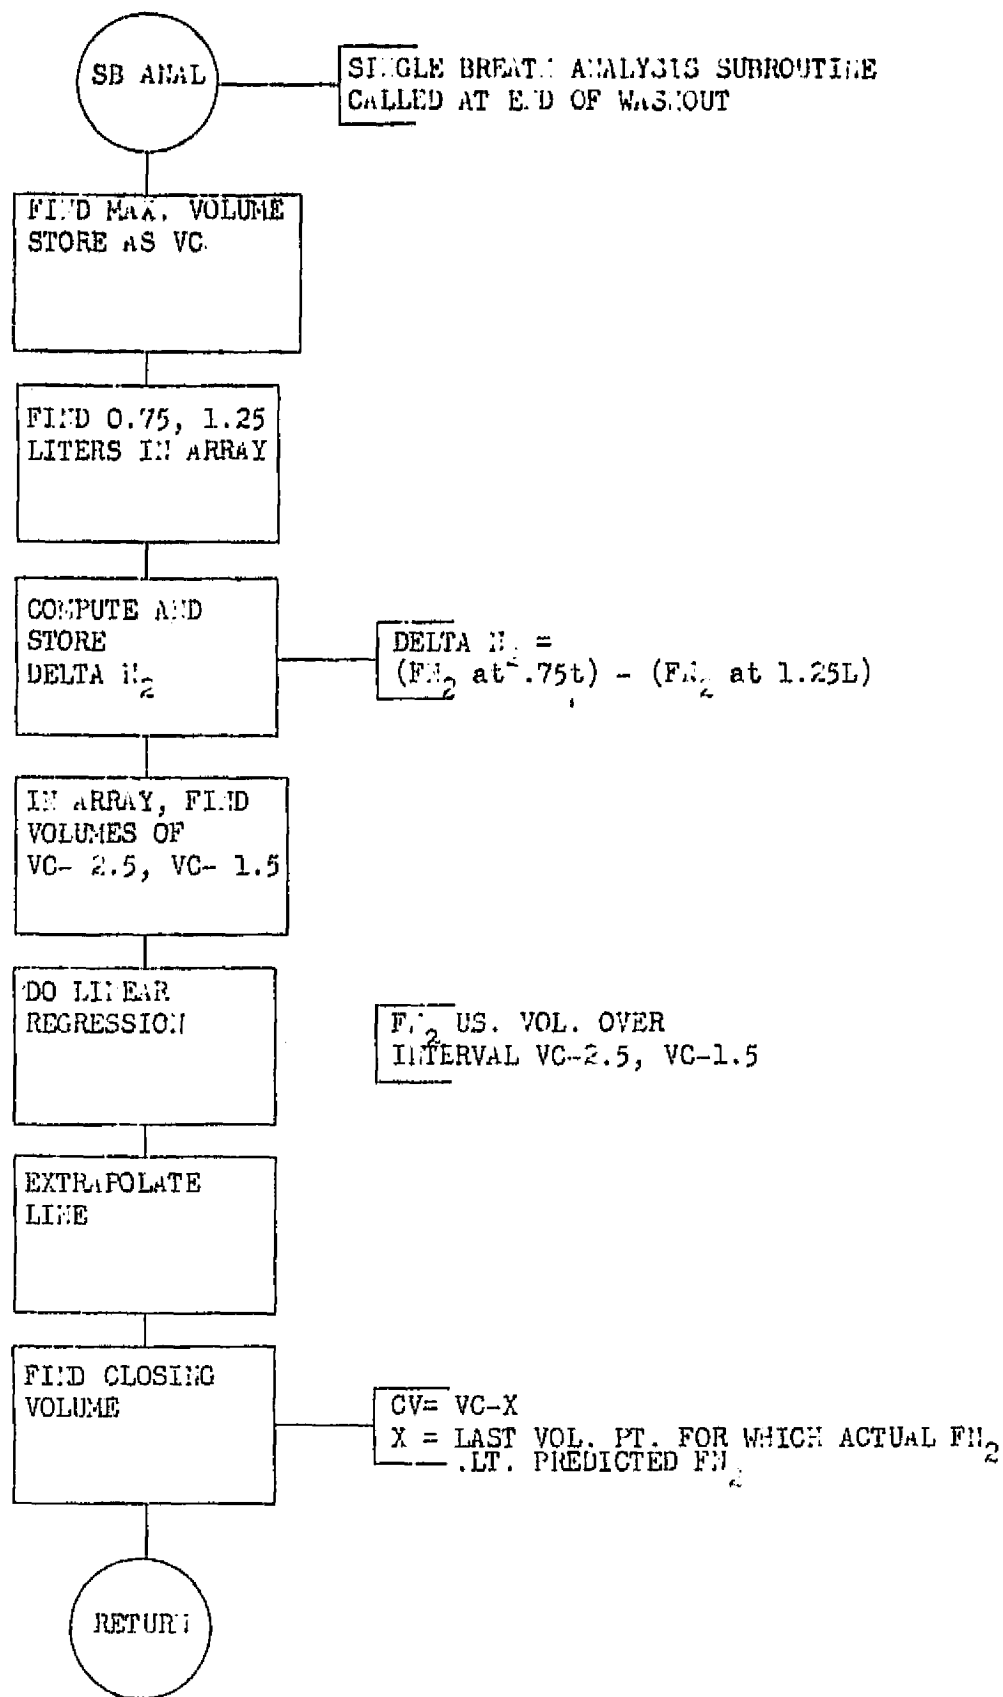 SB ANAL
SINGLE BREATH ANALYSIS SUBROUTINE
CALLED AT END OF WASHOUT
FIND MAX. VOLUME
STORE AS VC
FIND 0.75, 1.25
LITERS IN ARRAY
COMPUTE AND
STORE
DELTA N2
DELTA N2 =
(FN2 at .75t) - (FN2 at 1.25L)
IN ARRAY, FIND
VOLUMES OF
VC- 2.5, VC- 1.5
DO LINEAR
REGRESSION
FN2 US. VOL. OVER
INTERVAL VC-2.5, VC-1.5
EXTRAPOLATE
LINE
FIND CLOSING
VOLUME
CV= VC-X
X = LAST VOL. PT. FOR WHICH ACTUAL FN2
.LT. PREDICTED FN2
RETURN